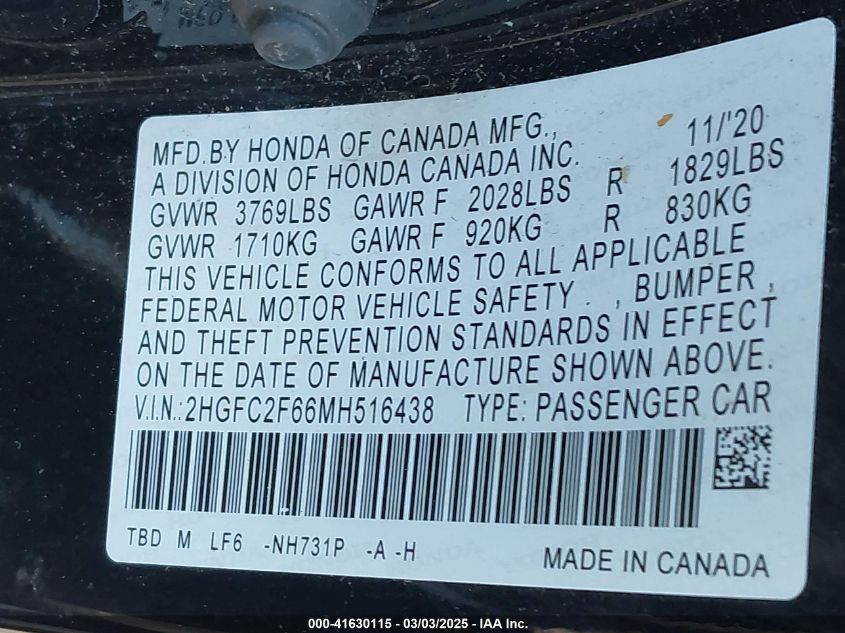 MFD. BY HONDA OF CANADA MFG., 11/'20
A DIVISION OF HONDA CANADA INC.
GVWR 3769LBS GAWR F 2028LBS R 1829LBS
GVWR 1710KG GAWR F 920KG R 830KG
THIS VEHICLE CONFORMS TO ALL APPLICABLE
FEDERAL MOTOR VEHICLE SAFETY , BUMPER ,
AND THEFT PREVENTION STANDARDS IN EFFECT
ON THE DATE OF MANUFACTURE SHOWN ABOVE.
V.I.N.:2HGFC2F66MH516438 TYPE: PASSENGER CAR
TBD M LF6 -NH731P -A -H MADE IN CANADA
000-41630115 - 03/03/2025 - IAA Inc.